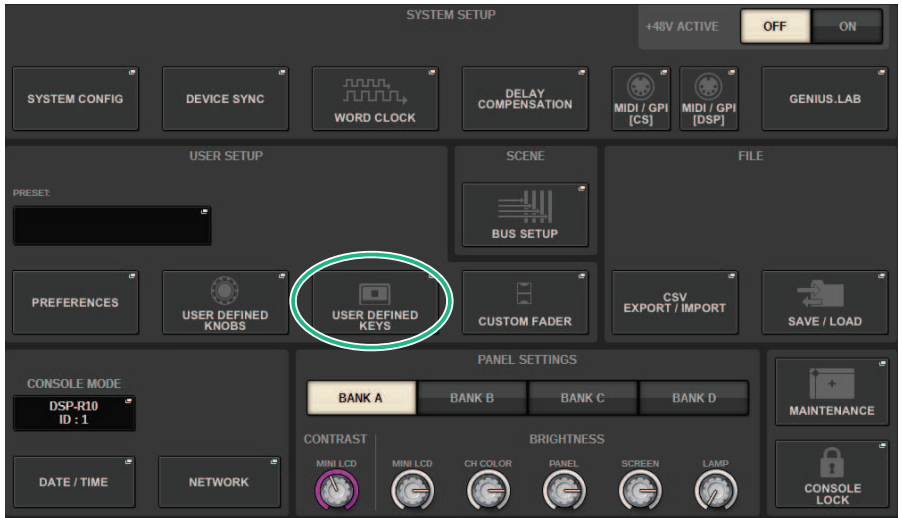 SYSTEM SETUP
+48V ACTIVE
OFF
ON
SYSTEM CONFIG
DEVICE SYNC
WORD CLOCK
DELAY
COMPENSATION
MIDI / GPI
[CS]
MIDI / GPI
[DSP]
GENIUS.LAB
USER SETUP
SCENE
FILE
PRESET:
BUS SETUP
PREFERENCES
USER DEFINED
KNOBS
USER DEFINED
KEYS
CUSTOM FADER
CSV
EXPORT / IMPORT
SAVE / LOAD
CONSOLE MODE
DSP-R10
ID : 1
PANEL SETTINGS
BANK A
BANK B
BANK C
BANK D
MAINTENANCE
CONTRAST
BRIGHTNESS
MINI LCD
MINI LCD
CH COLOR
PANEL
SCREEN
LAMP
DATE / TIME
NETWORK
CONSOLE
LOCK